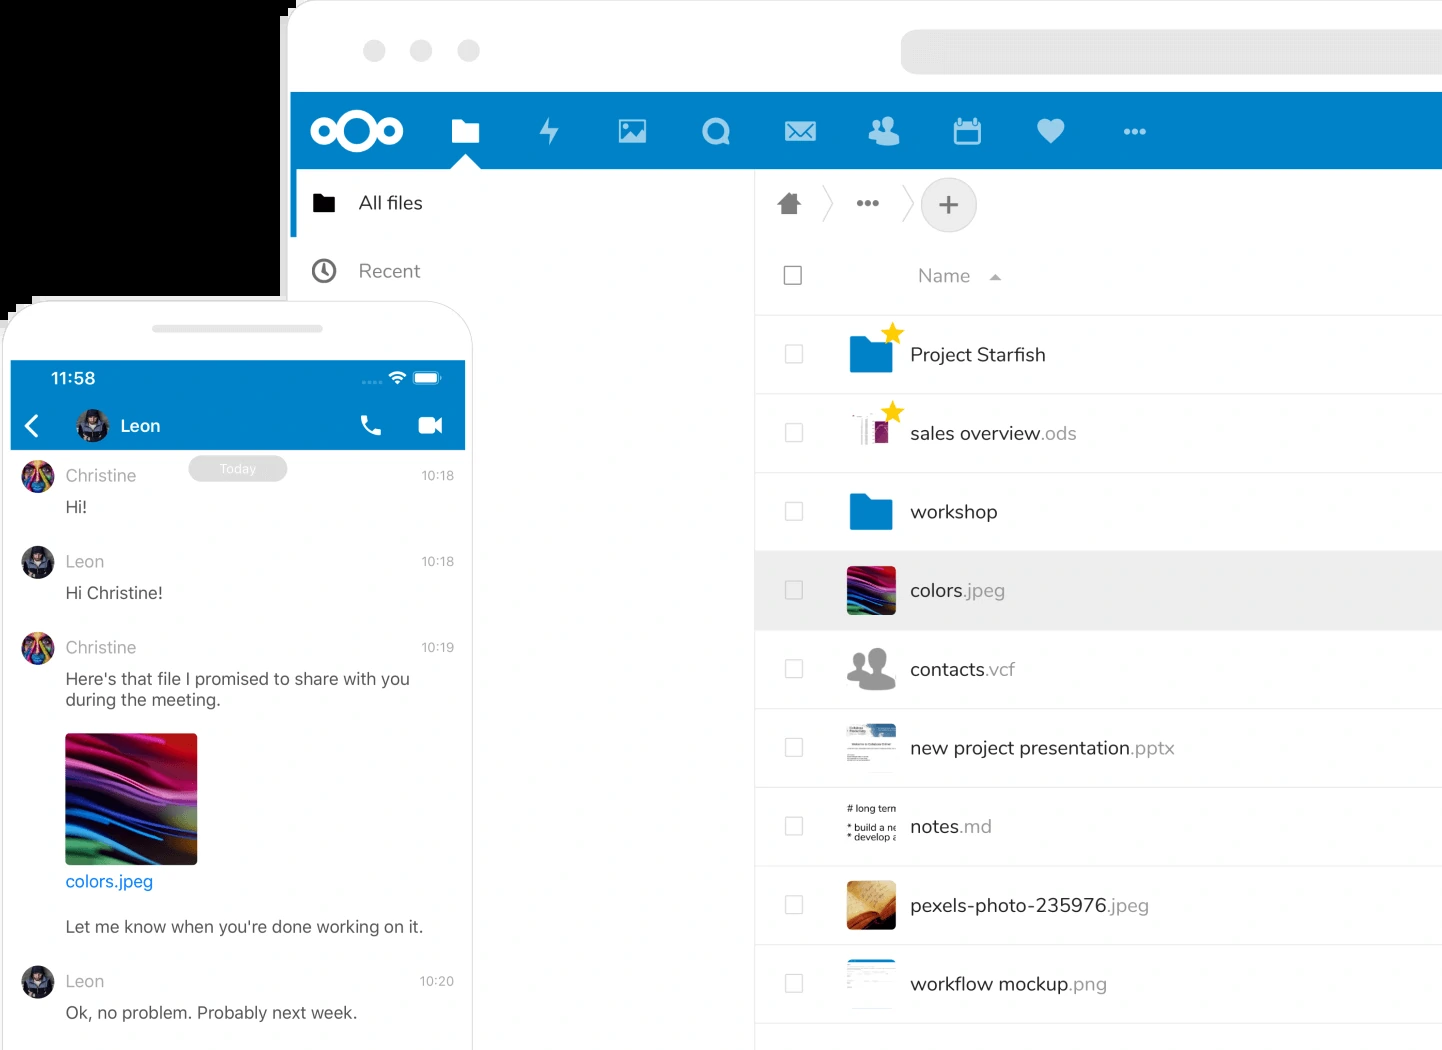 All files
Recent
Name
Project Starfish
sales overview.ods
workshop
colors.jpeg
contacts.vcf
new project presentation.pptx
# long term
* build a ne
* develop a
notes.md
pexels-photo-235976.jpeg
workflow mockup.png
11:58
Leon
Today
Christine 10:18
Hi!
Leon 10:18
Hi Christine!
Christine 10:19
Here's that file I promised to share with you
during the meeting.
colors.jpeg
Let me know when you're done working on it.
Leon 10:20
Ok, no problem. Probably next week.